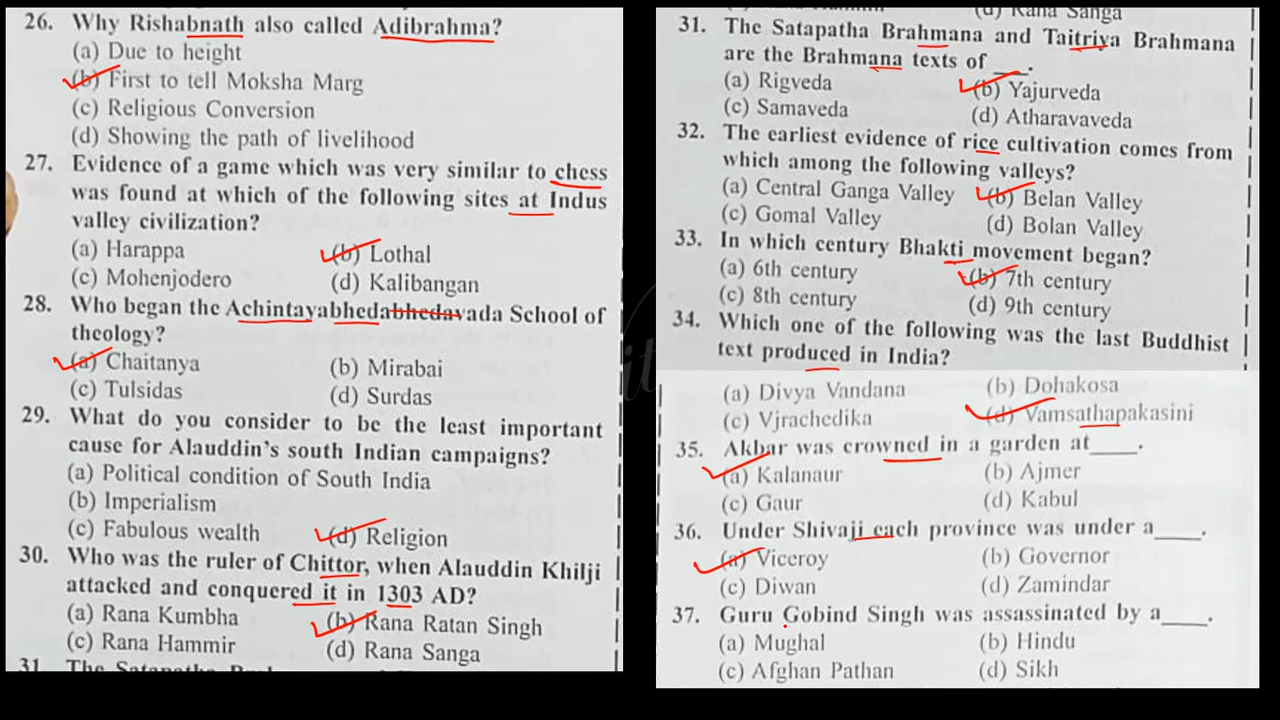 26. Why Rishabnath also called Adibrahma?
(a) Due to height
(b) First to tell Moksha Marg
(c) Religious Conversion
(d) Showing the path of livelihood
27. Evidence of a game which was very similar to chess
was found at which of the following sites at Indus
valley civilization?
(a) Harappa (b) Lothal
(c) Mohenjodero (d) Kalibangan
28. Who began the Achintayabhedabhedavada School of
theology?
(a) Chaitanya (b) Mirabai
(c) Tulsidas (d) Surdas
29. What do you consider to be the least important
cause for Alauddin's south Indian campaigns?
(a) Political condition of South India
(b) Imperialism
(c) Fabulous wealth (d) Religion
30. Who was the ruler of Chittor, when Alauddin Khilji
attacked and conquered it in 1303 AD?
(a) Rana Kumbha (b) Rana Ratan Singh
(c) Rana Hammir (d) Rana Sanga
31. The Satapatha
(d) Rana Sanga
31. The Satapatha Brahmana and Taitriya Brahmana
are the Brahmana texts of ___.
(a) Rigveda (b) Yajurveda
(c) Samaveda (d) Atharavaveda
32. The earliest evidence of rice cultivation comes from
which among the following valleys?
(a) Central Ganga Valley (b) Belan Valley
(c) Gomal Valley (d) Bolan Valley
33. In which century Bhakti movement began?
(a) 6th century (b) 7th century
(c) 8th century (d) 9th century
34. Which one of the following was the last Buddhist
text produced in India?
(a) Divya Vandana (b) Dohakosa
(c) Vjrachedika (d) Vamsathapakasini
35. Akbar was crowned in a garden at____.
(a) Kalanaur (b) Ajmer
(c) Gaur (d) Kabul
36. Under Shivaji each province was under a____.
(a) Viceroy (b) Governor
(c) Diwan (d) Zamindar
37. Guru Gobind Singh was assassinated by a____.
(a) Mughal (b) Hindu
(c) Afghan Pathan (d) Sikh